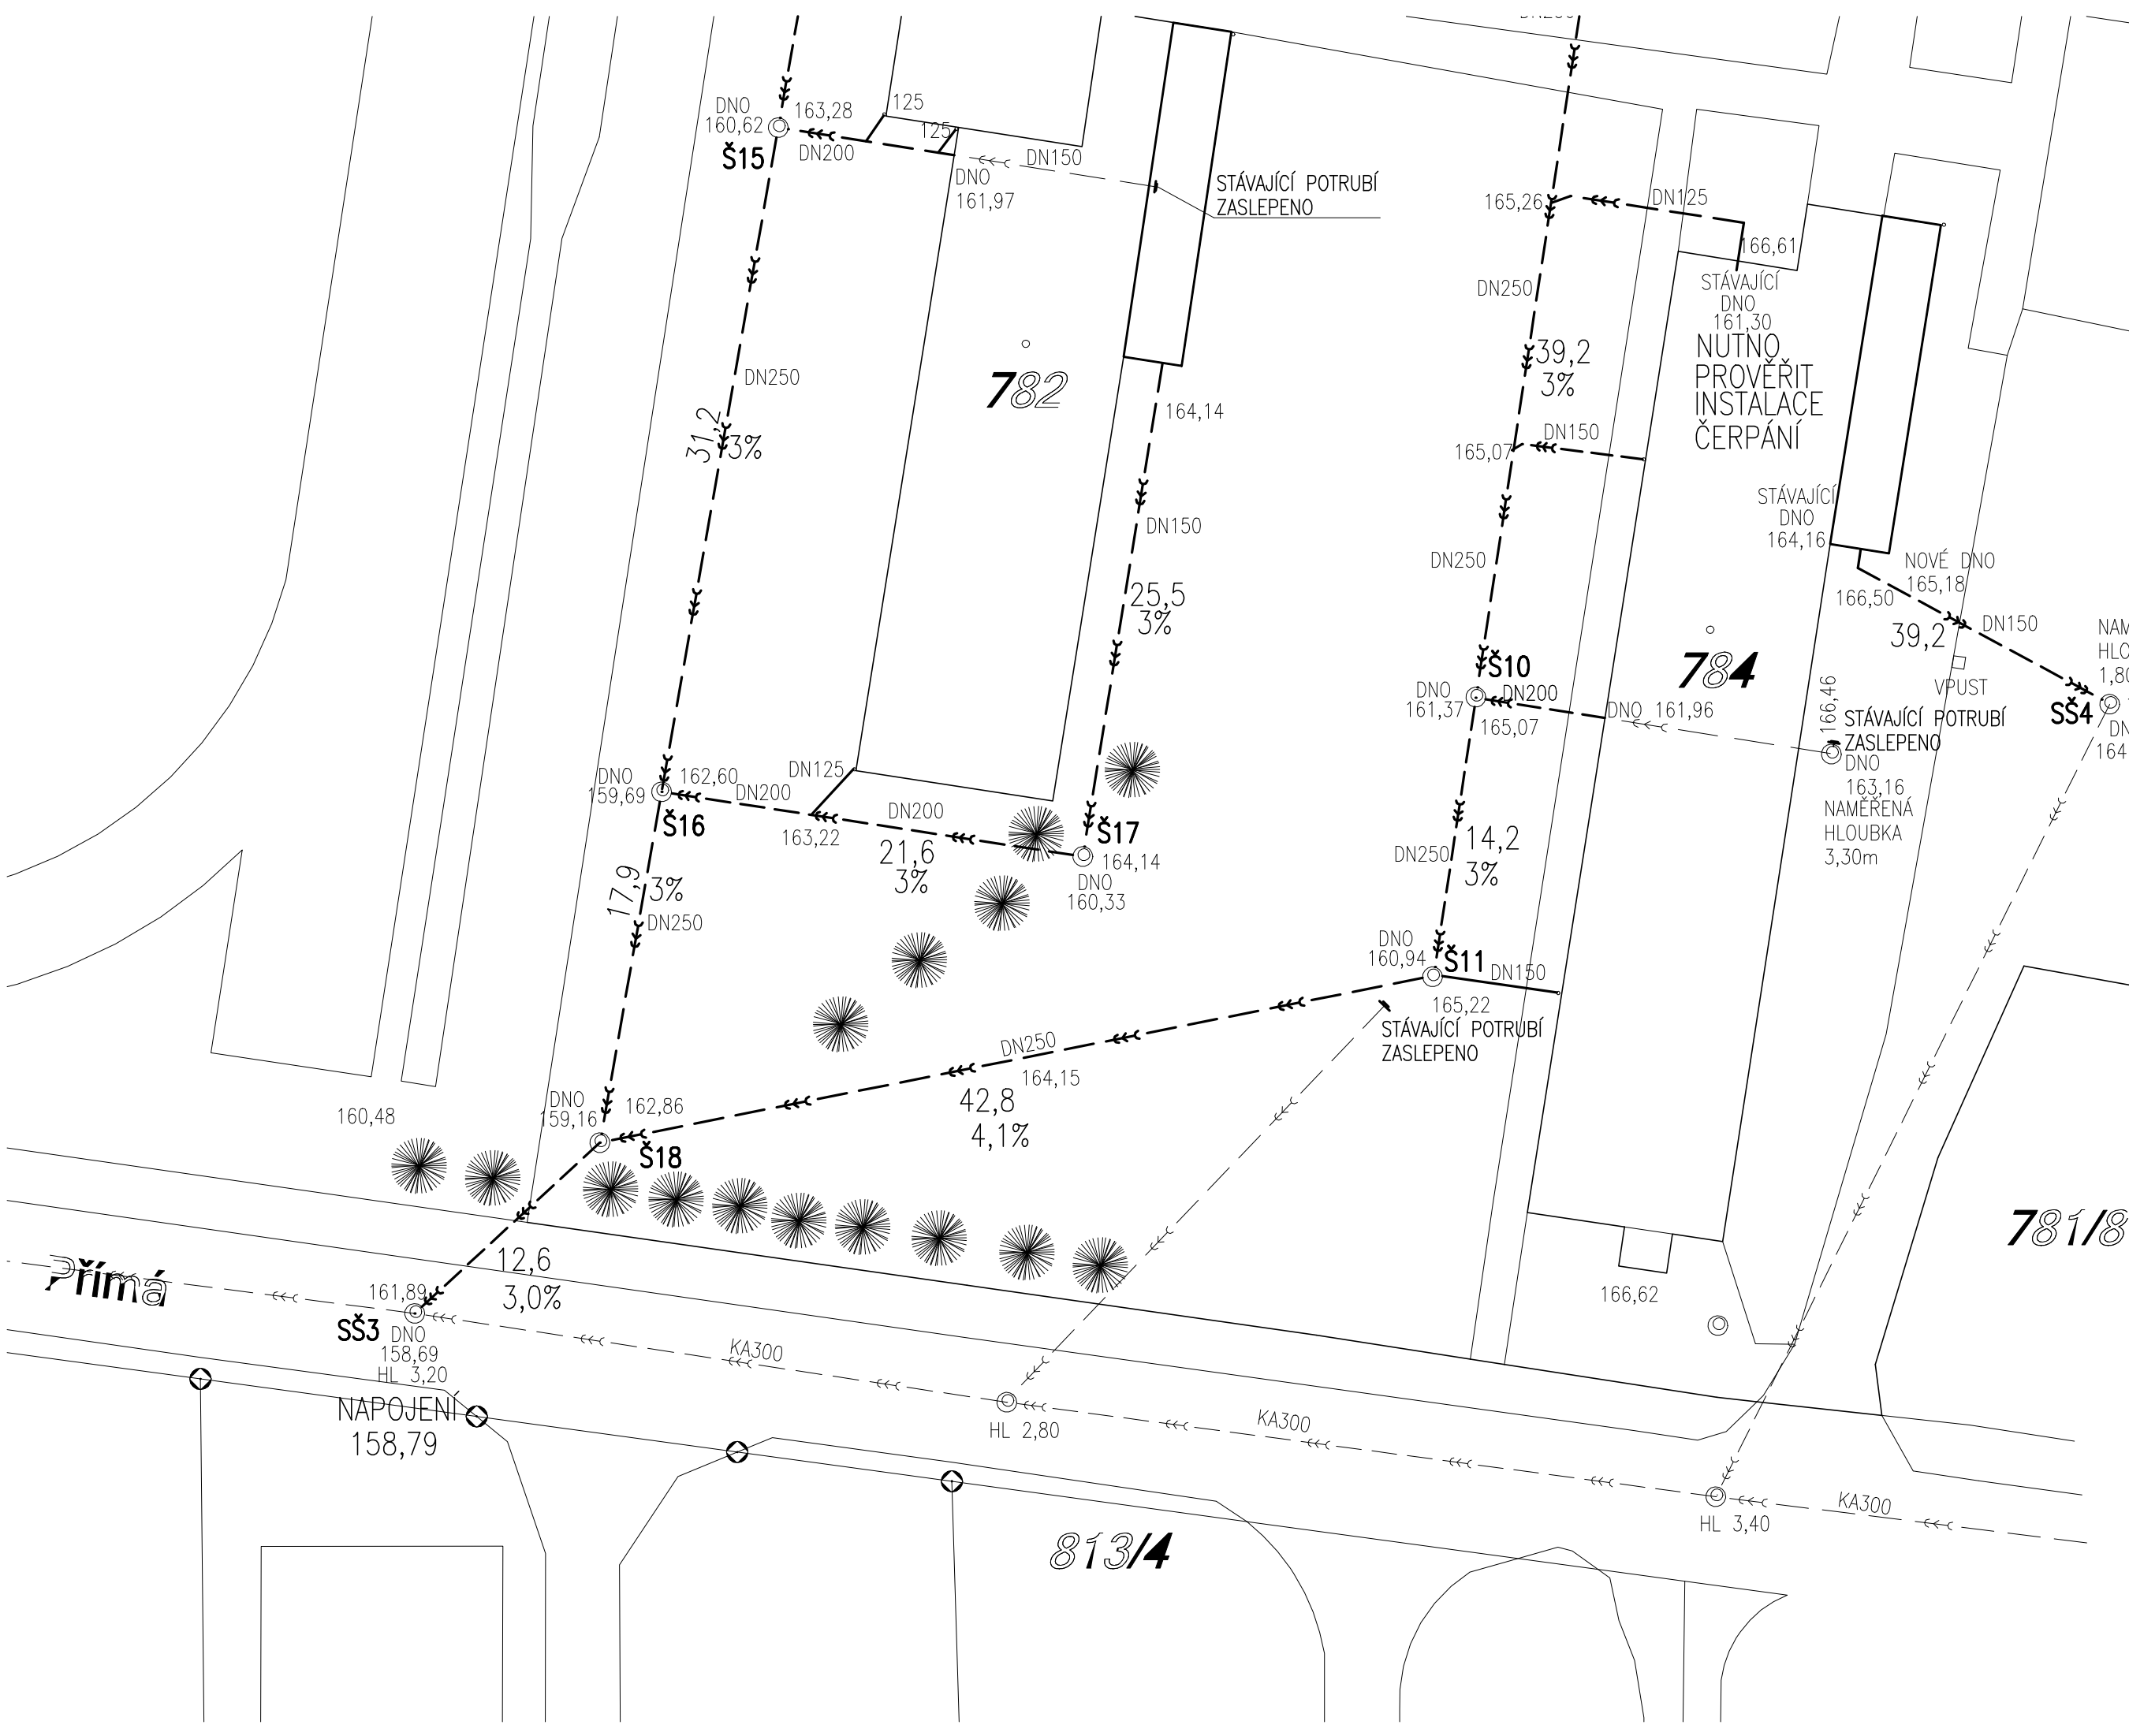 DNO
160,62
163,28
125
125
Š15
DN200
DN150
DNO
161,97
STÁVAJÍCÍ POTRUBÍ
ZASLEPENO
165,26
DN125
166,61
STÁVAJÍCÍ
DNO
161,30
NUTNO
PROVĚŘIT
INSTALACE
ČERPÁNÍ
DN250
39,2
3%
DN250
782
164,14
31,2
3%
165,07
DN150
STÁVAJÍCÍ
DNO
164,16
DN150
DN250
NOVÉ DNO
165,18
166,50
DN150
39,2
25,5
3%
784
Š10
DNO
161,37
DN200
165,07
DNO 161,96
166,46
VPUST
SŠ4
STÁVAJÍCÍ POTRUBÍ
ZASLEPENO
DNO
163,16
NAMĚŘENÁ
HLOUBKA
3,30m
1,80
164
DNO
159,69
162,60
DN200
DN125
Š16
163,22
DN200
21,6
3%
Š17
164,14
DNO
160,33
14,2
3%
DN250
17,9
3%
DN250
DNO
160,94
Š11
DN150
165,22
STÁVAJÍCÍ POTRUBÍ
ZASLEPENO
DN250
164,15
42,8
4,1%
160,48
DNO
159,16
162,86
Š18
12,6
3,0%
Přímá
161,89
SŠ3
DNO
158,69
HL 3,20
NAPOJENÍ
158,79
KA300
HL 2,80
KA300
166,62
781/8
HL 3,40
KA300
813/4